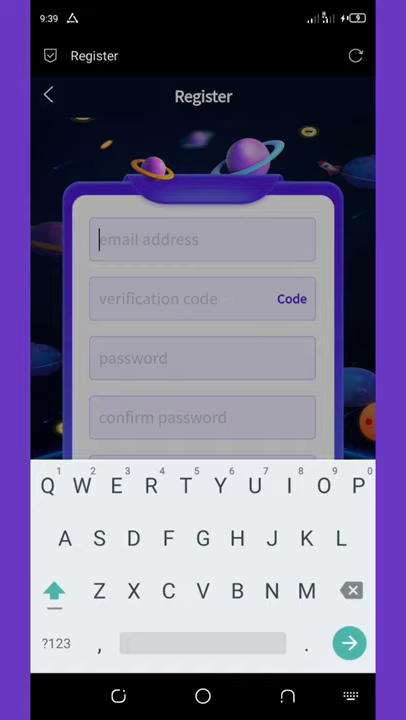 9:39
9
Register
Register
email address
verification code
Code
password
confirm password
1 2 3 4 5 6 7 8 9 0
Q W E R T Y U I O P
A S D F G H J K L
Z X C V B N M
?123 , .